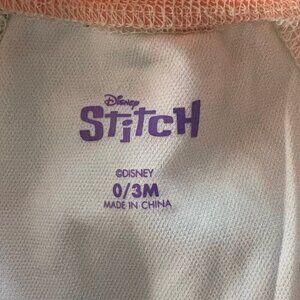 Disney
STiTCH
©DISNEY
0/3M
MADE IN CHINA